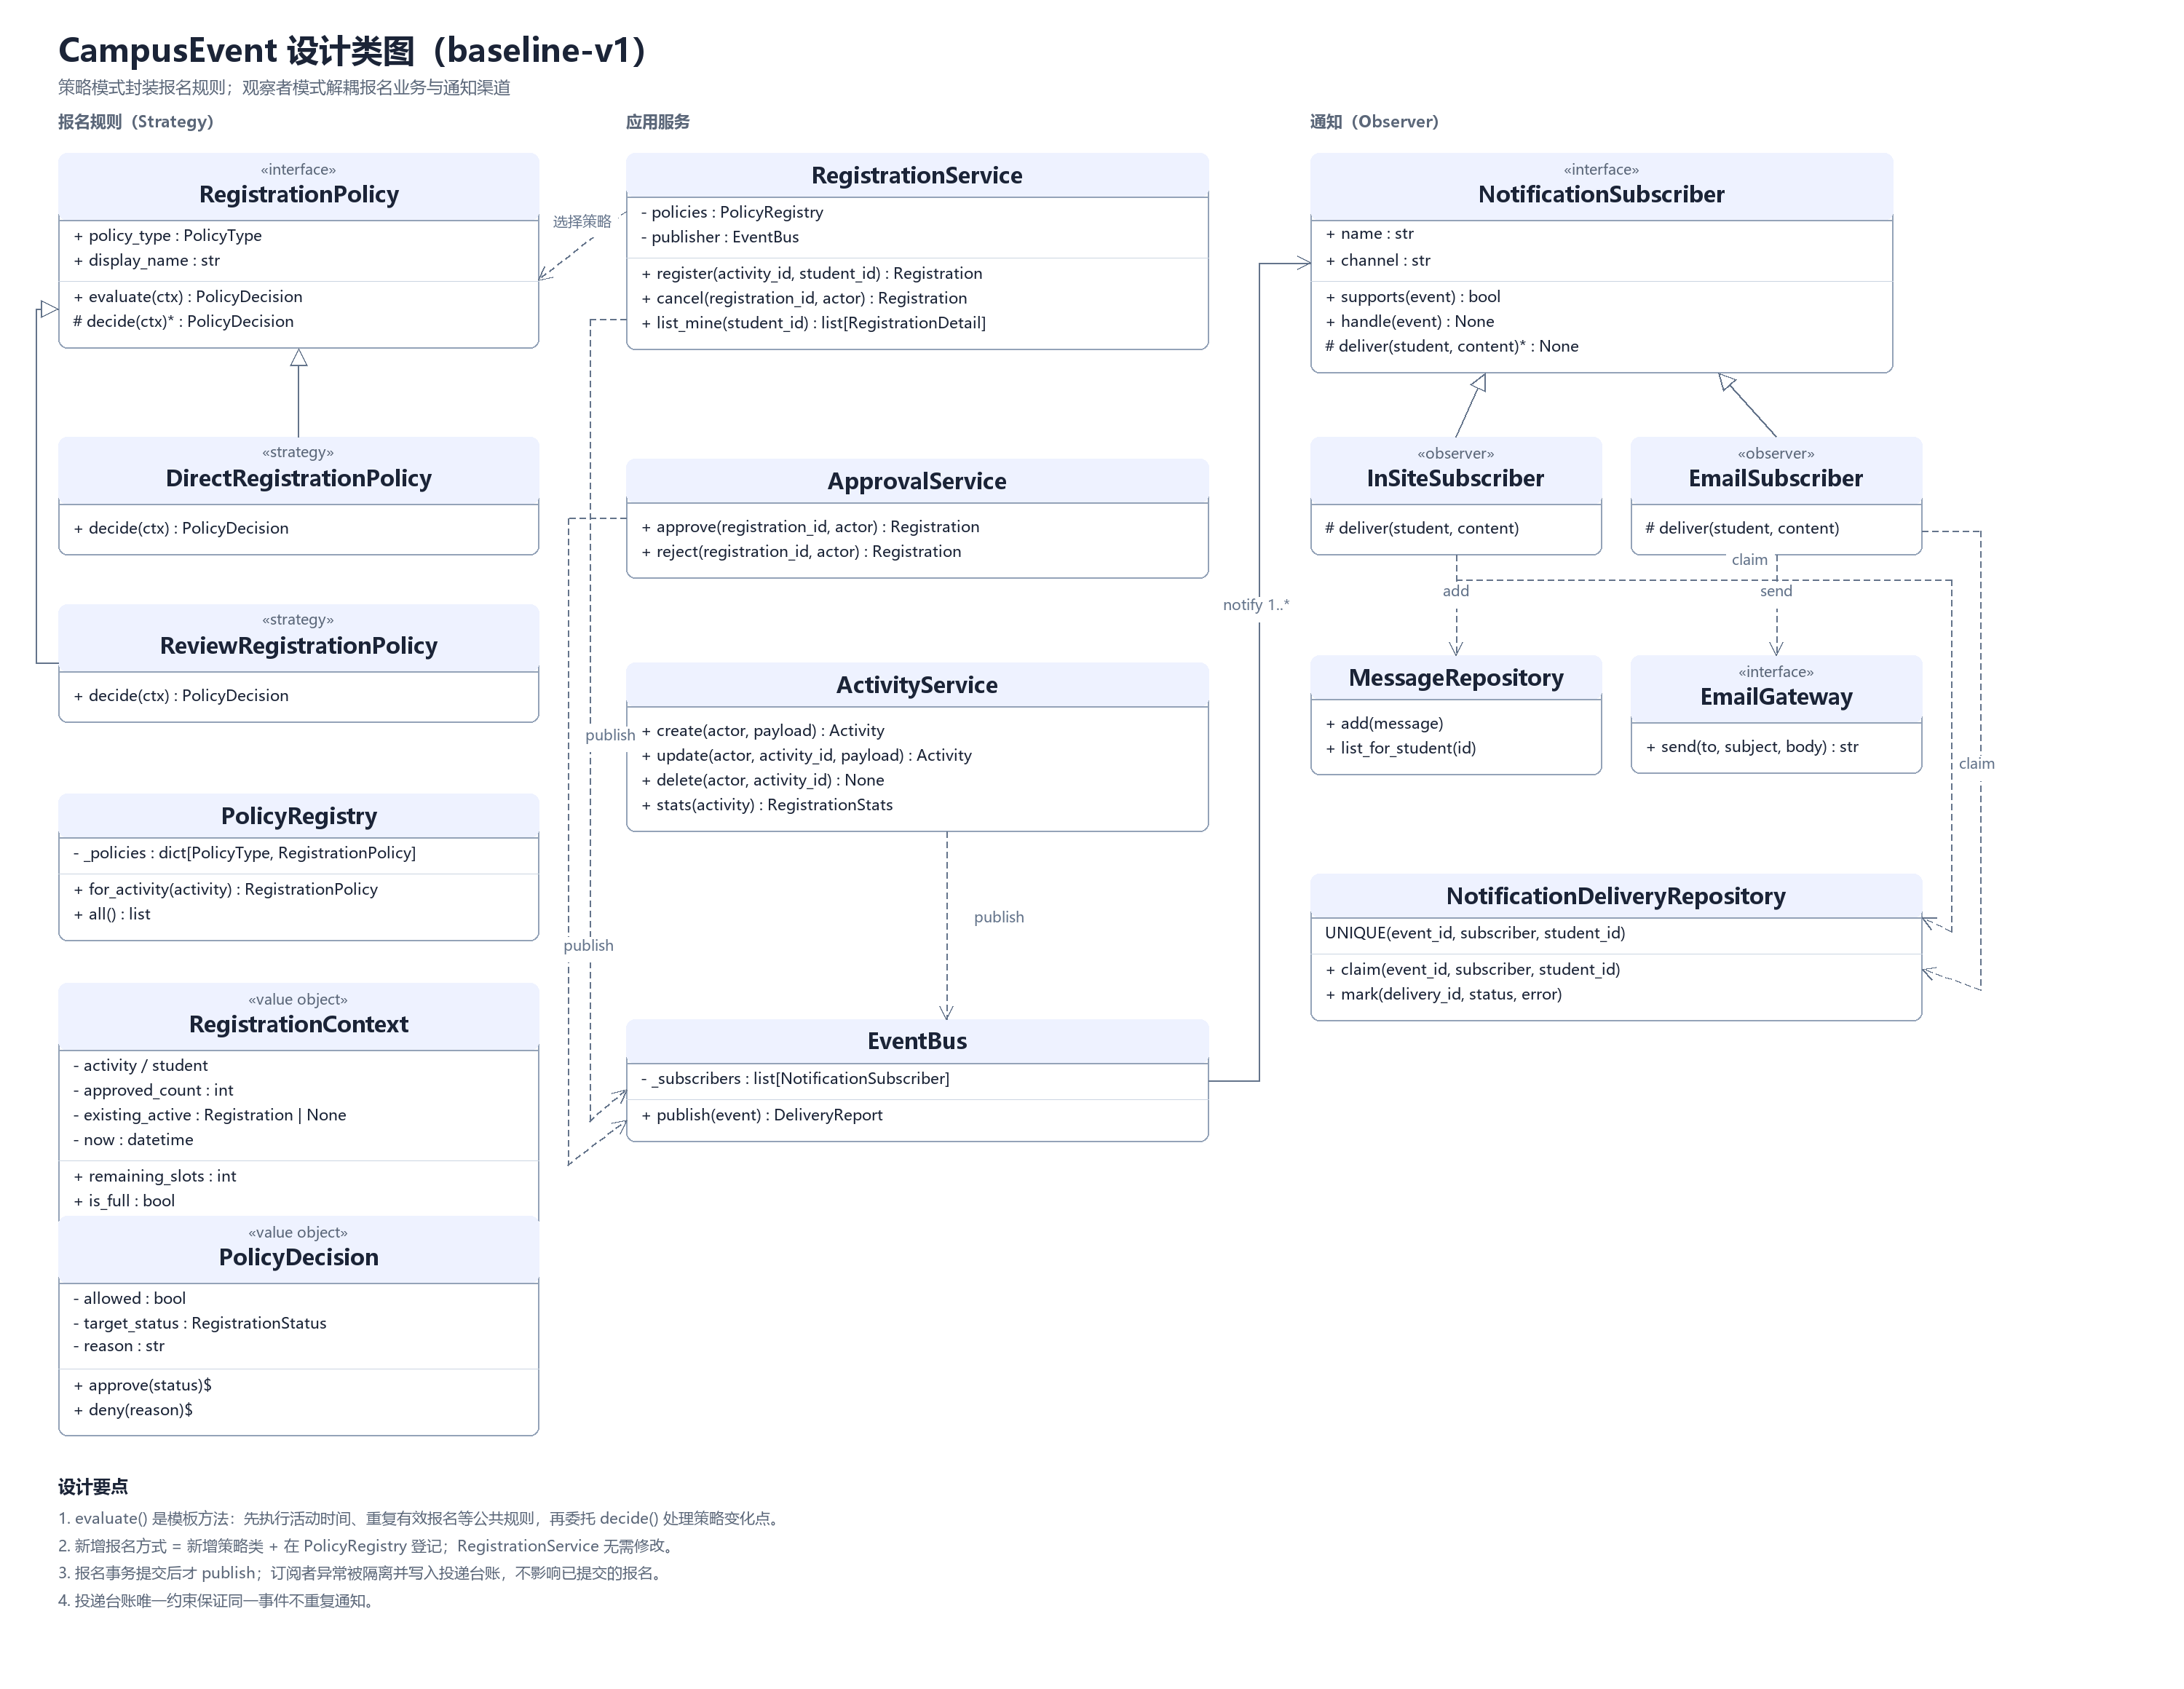 CampusEvent 设计类图（baseline-v1）
策略模式封装报名规则；观察者模式解耦报名业务与通知渠道
报名规则（Strategy）
«interface»
RegistrationPolicy
+ policy_type : PolicyType
+ display_name : str
+ evaluate(ctx) : PolicyDecision
# decide(ctx)* : PolicyDecision
«strategy»
DirectRegistrationPolicy
+ decide(ctx) : PolicyDecision
«strategy»
ReviewRegistrationPolicy
+ decide(ctx) : PolicyDecision
PolicyRegistry
- _policies : dict[PolicyType, RegistrationPolicy]
+ for_activity(activity) : RegistrationPolicy
+ all() : list
«value object»
RegistrationContext
- activity / student
- approved_count : int
- existing_active : Registration | None
- now : datetime
+ remaining_slots : int
+ is_full : bool
«value object»
PolicyDecision
- allowed : bool
- target_status : RegistrationStatus
- reason : str
+ approve(status)$
+ deny(reason)$
选择策略
应用服务
RegistrationService
- policies : PolicyRegistry
- publisher : EventBus
+ register(activity_id, student_id) : Registration
+ cancel(registration_id, actor) : Registration
+ list_mine(student_id) : list[RegistrationDetail]
ApprovalService
+ approve(registration_id, actor) : Registration
+ reject(registration_id, actor) : Registration
ActivityService
+ create(actor, payload) : Activity
+ update(actor, activity_id, payload) : Activity
+ delete(actor, activity_id) : None
+ stats(activity) : RegistrationStats
publish
publish
publish
EventBus
- _subscribers : list[NotificationSubscriber]
+ publish(event) : DeliveryReport
notify 1..*
通知（Observer）
«interface»
NotificationSubscriber
+ name : str
+ channel : str
+ supports(event) : bool
+ handle(event) : None
# deliver(student, content)* : None
«observer»
InSiteSubscriber
# deliver(student, content)
«observer»
EmailSubscriber
# deliver(student, content)
claim
add
send
MessageRepository
+ add(message)
+ list_for_student(id)
«interface»
EmailGateway
+ send(to, subject, body) : str
claim
NotificationDeliveryRepository
UNIQUE(event_id, subscriber, student_id)
+ claim(event_id, subscriber, student_id)
+ mark(delivery_id, status, error)
设计要点
1. evaluate() 是模板方法：先执行活动时间、重复有效报名等公共规则，再委托 decide() 处理策略变化点。
2. 新增报名方式 = 新增策略类 + 在 PolicyRegistry 登记；RegistrationService 无需修改。
3. 报名事务提交后才 publish；订阅者异常被隔离并写入投递台账，不影响已提交的报名。
4. 投递台账唯一约束保证同一事件不重复通知。